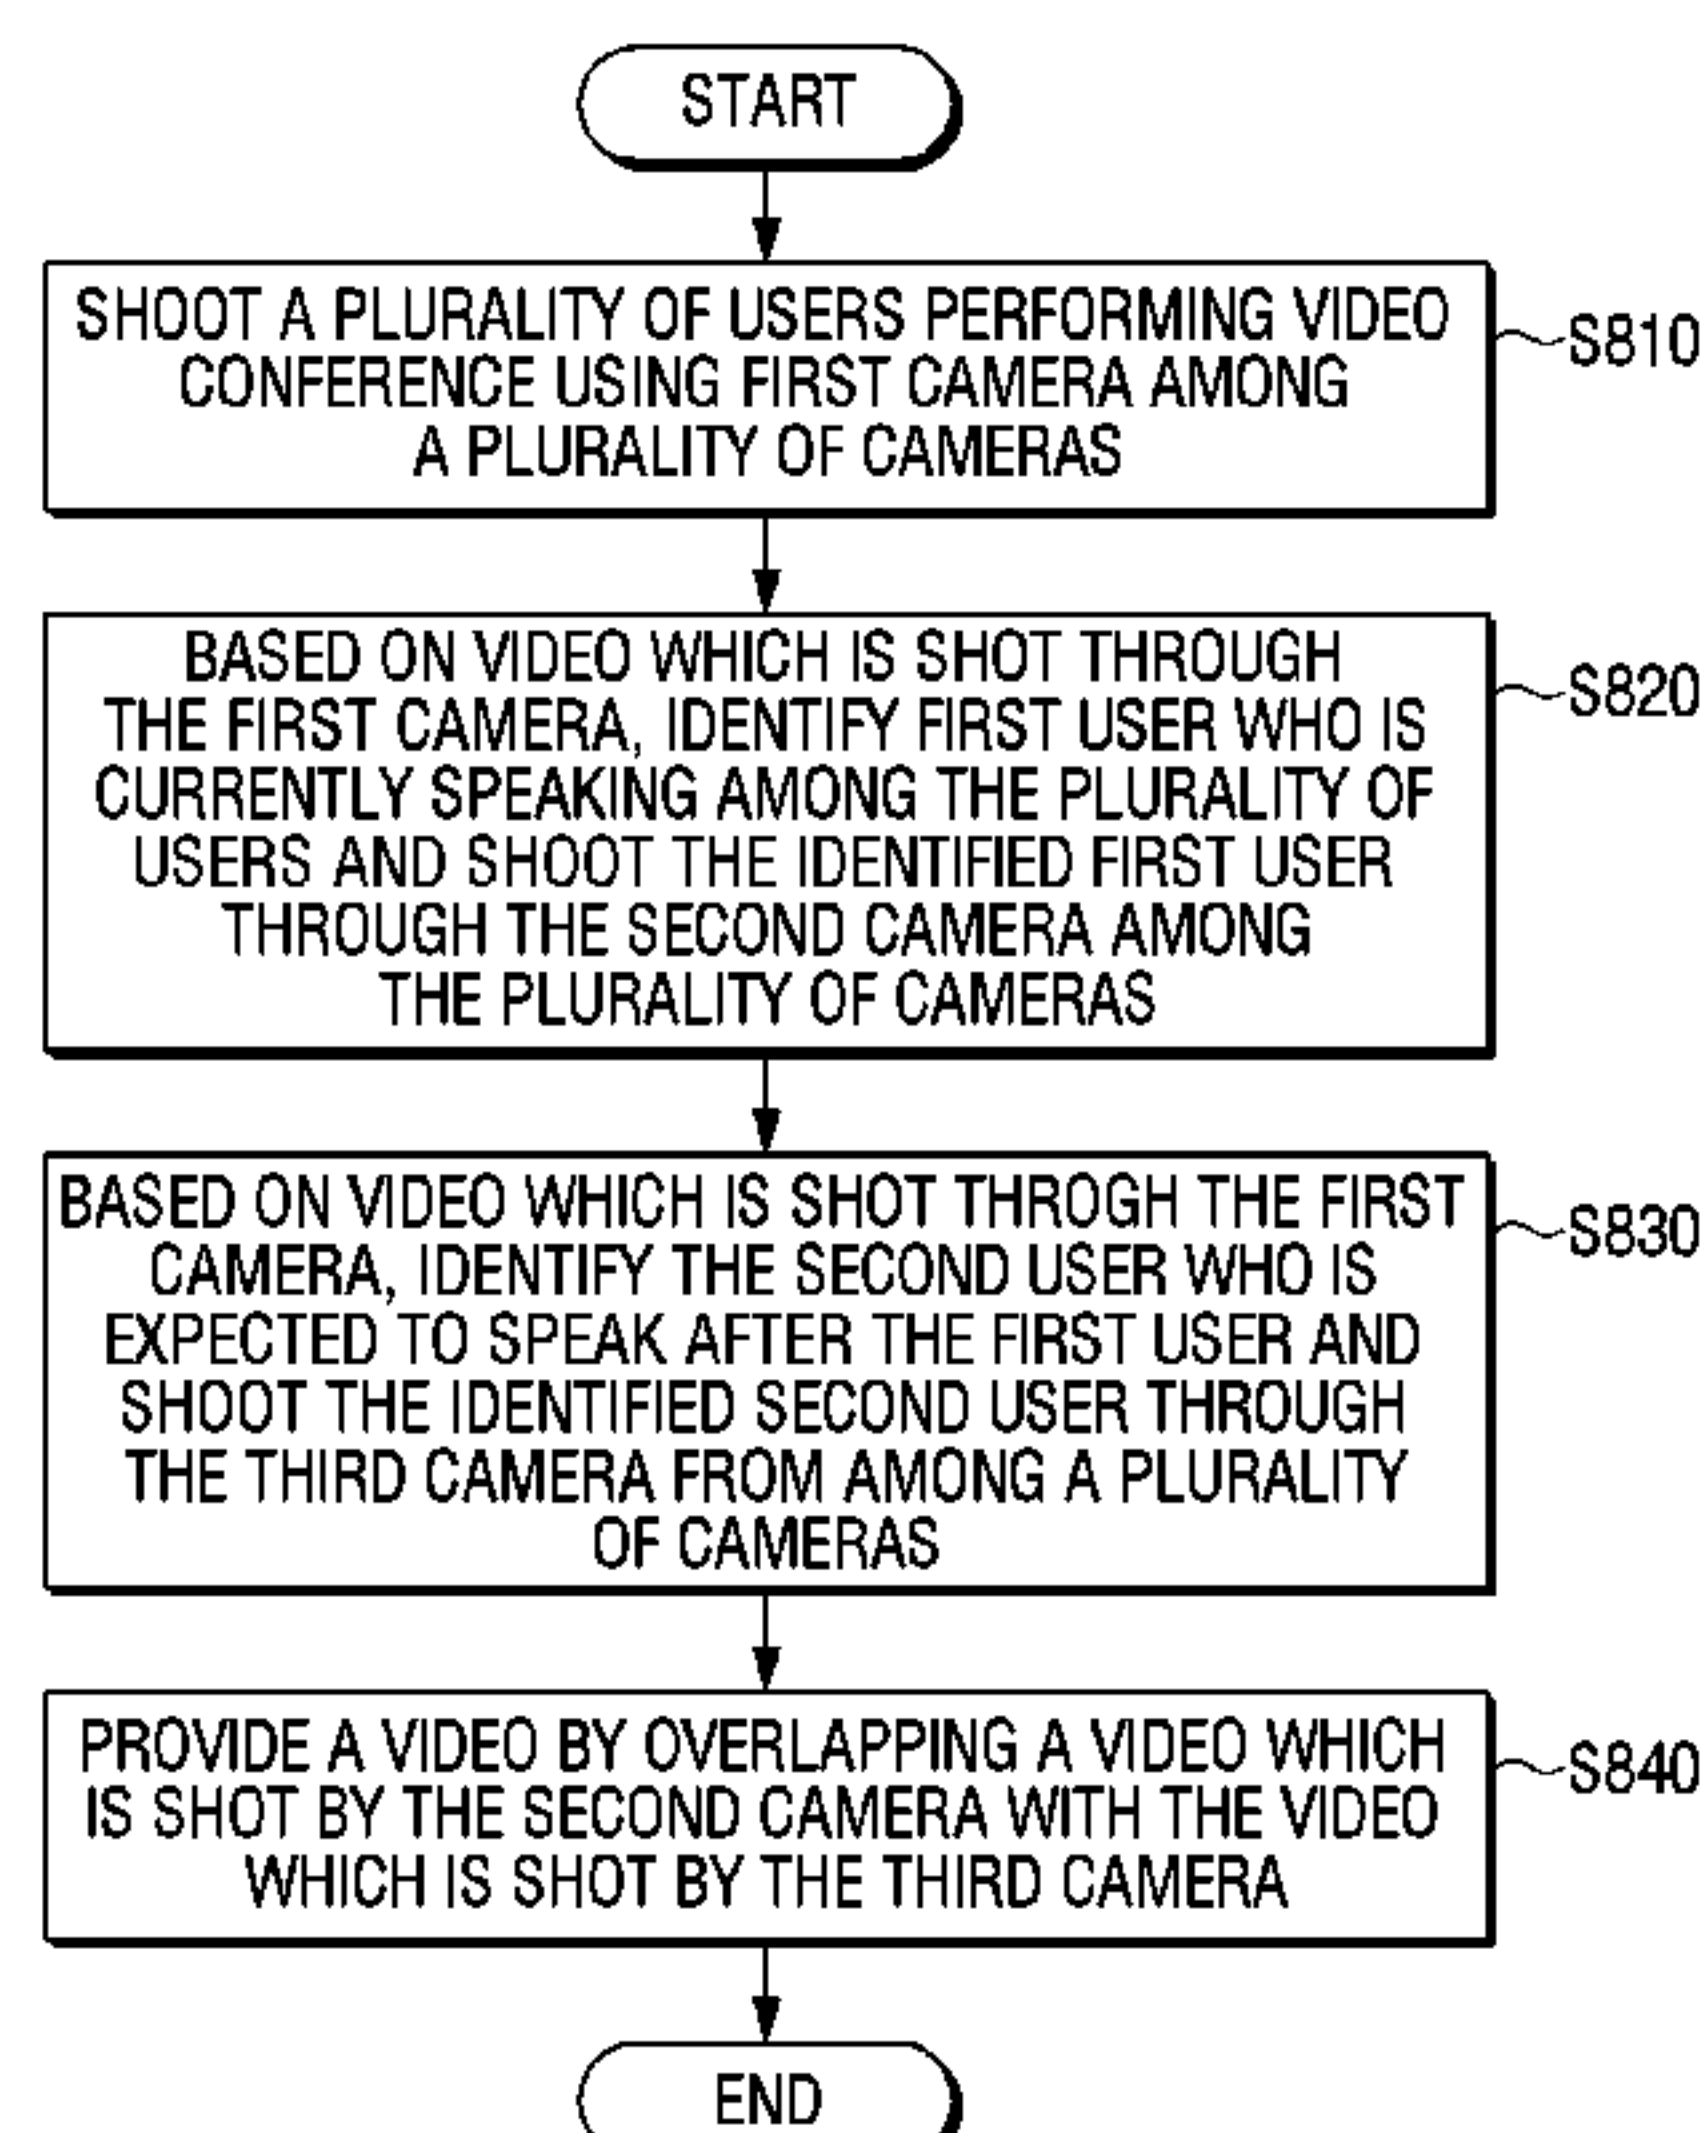 START
SHOOT A PLURALITY OF USERS PERFORMING VIDEO
CONFERENCE USING FIRST CAMERA AMONG
A PLURALITY OF CAMERAS
S810
BASED ON VIDEO WHICH IS SHOT THROUGH
THE FIRST CAMERA, IDENTIFY FIRST USER WHO IS
CURRENTLY SPEAKING AMONG THE PLURALITY OF
USERS AND SHOOT THE IDENTIFIED FIRST USER
THROUGH THE SECOND CAMERA AMONG
THE PLURALITY OF CAMERAS
S820
BASED ON VIDEO WHICH IS SHOT THROGH THE FIRST
CAMERA, IDENTIFY THE SECOND USER WHO IS
EXPECTED TO SPEAK AFTER THE FIRST USER AND
SHOOT THE IDENTIFIED SECOND USER THROUGH
THE THIRD CAMERA FROM AMONG A PLURALITY
OF CAMERAS
S830
PROVIDE A VIDEO BY OVERLAPPING A VIDEO WHICH
IS SHOT BY THE SECOND CAMERA WITH THE VIDEO
WHICH IS SHOT BY THE THIRD CAMERA
S840
END